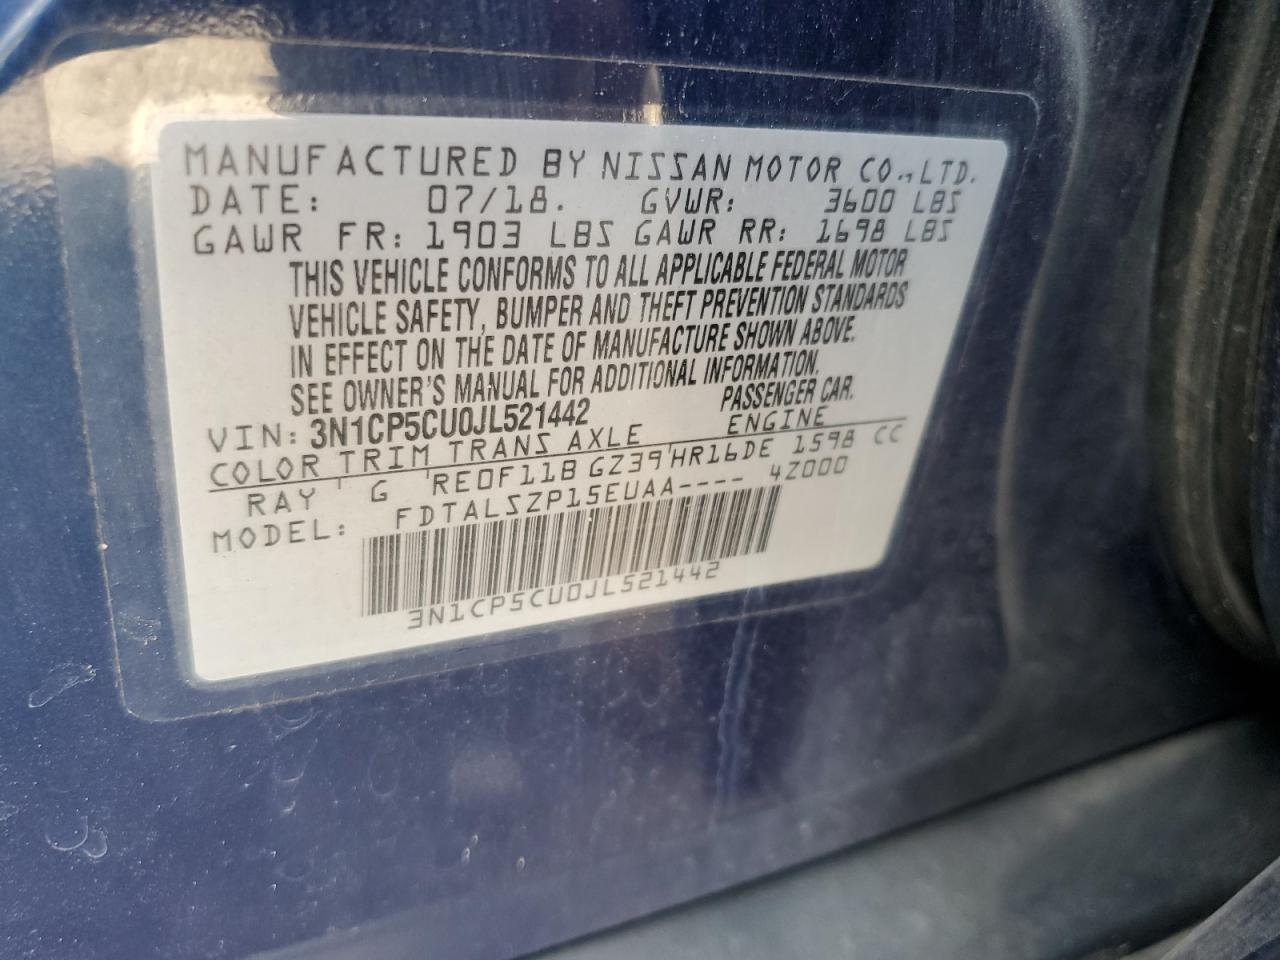 MANUFACTURED BY NISSAN MOTOR CO., LTD.
DATE: 07/18. GVWR: 3600 LBS
GAWR FR: 1903 LBS GAWR RR: 1698 LBS
THIS VEHICLE CONFORMS TO ALL APPLICABLE FEDERAL MOTOR
VEHICLE SAFETY, BUMPER AND THEFT PREVENTION STANDARDS
IN EFFECT ON THE DATE OF MANUFACTURE SHOWN ABOVE.
SEE OWNER'S MANUAL FOR ADDITIONAL INFORMATION.
VIN: 3N1CP5CU0JL521442 PASSENGER CAR.
COLOR TRIM TRANS AXLE ENGINE
RAY G RE0F11B GZ39 HR16DE 1598 CC
MODEL: FDTALSZP15EUAA---- 4Z000
3N1CP5CU0JL521442